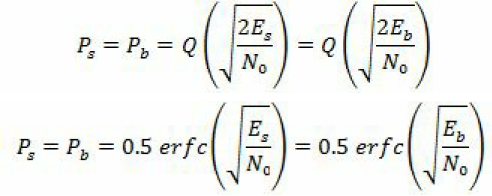 P_s = P_b = Q(√(2E_s/N_0)) = Q(√(2E_b/N_0))
P_s = P_b = 0.5 erfc(√(E_s/N_0)) = 0.5 erfc(√(E_b/N_0))